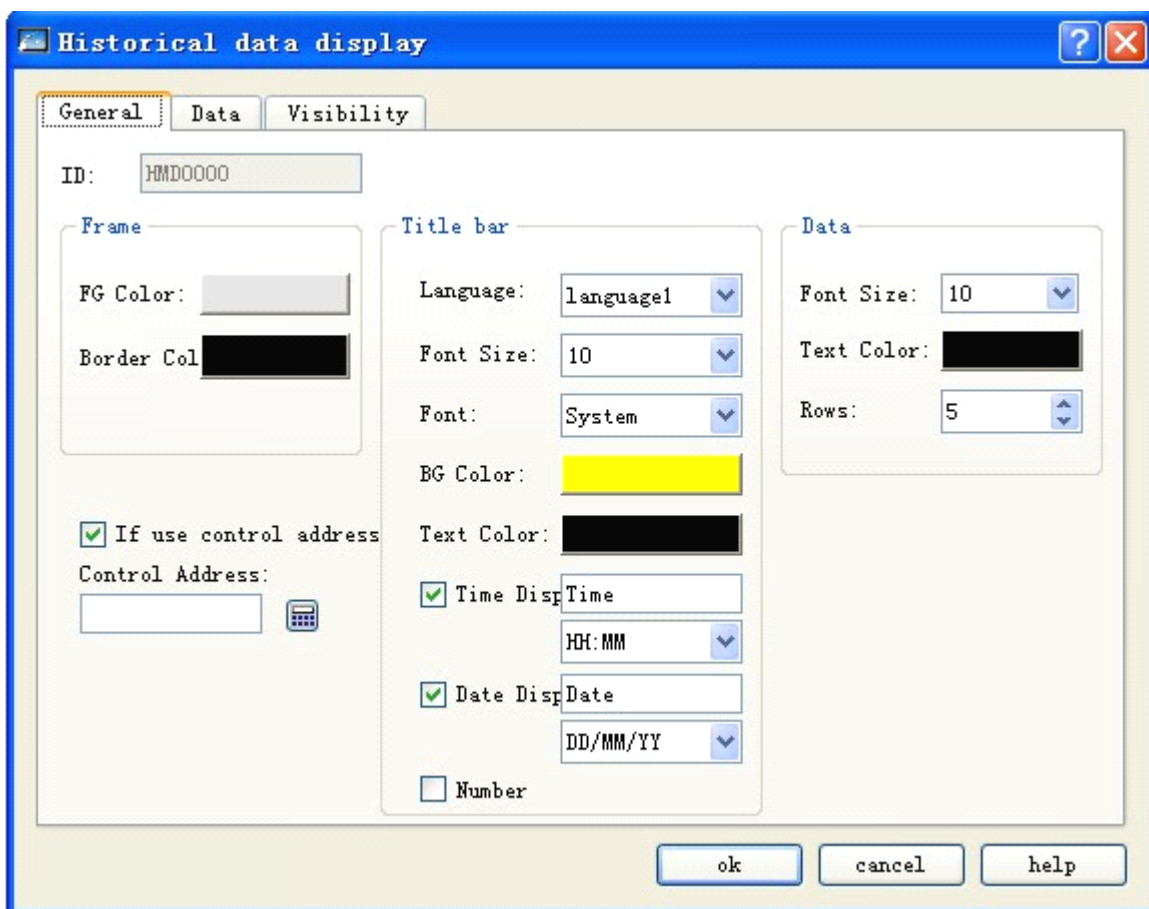 Historical data display
General Data Visibility
ID: HMD0000
Frame
FG Color:
Border Col
If use control address
Control Address:
Title bar
Language: language1
Font Size: 10
Font: System
BG Color:
Text Color:
Time Disp Time
HH:MM
Date Disp Date
DD/MM/YY
Number
Data
Font Size: 10
Text Color:
Rows: 5
ok cancel help